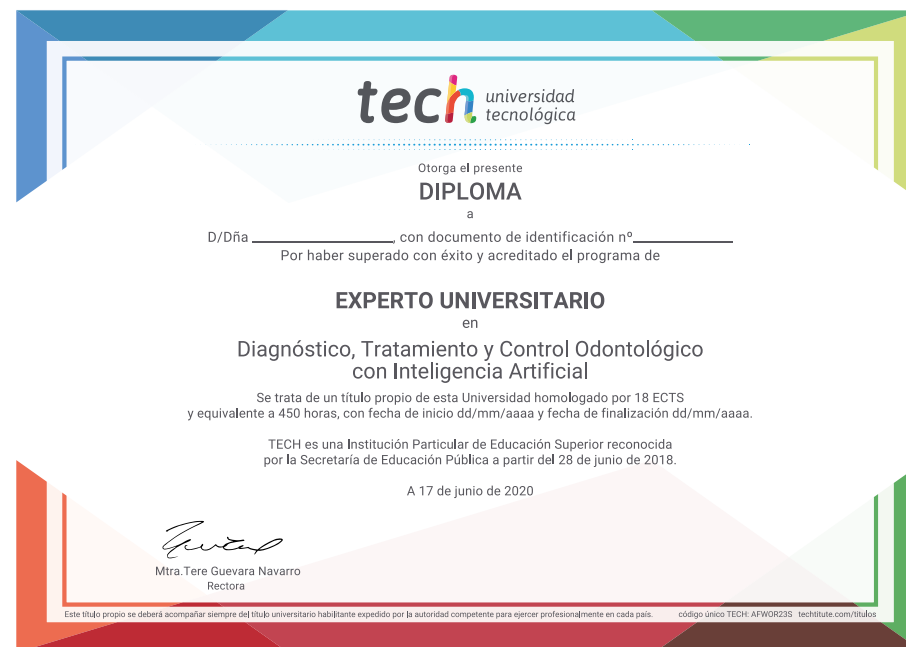 tech universidad
tecnológica
Otorga el presente
DIPLOMA
a
D/Dña ____________________, con documento de identificación nº______________
Por haber superado con éxito y acreditado el programa de
EXPERTO UNIVERSITARIO
en
Diagnóstico, Tratamiento y Control Odontológico
con Inteligencia Artificial
Se trata de un título propio de esta Universidad homologado por 18 ECTS
y equivalente a 450 horas, con fecha de inicio dd/mm/aaaa y fecha de finalización dd/mm/aaaa.
TECH es una Institución Particular de Educación Superior reconocida
por la Secretaría de Educación Pública a partir del 28 de junio de 2018.
A 17 de junio de 2020
Mtra.Tere Guevara Navarro
Rectora
Este título propio se deberá acompañar siempre del título universitario habilitante expedido por la autoridad competente para ejercer profesionalmente en cada país. código único TECH: AFWOR23S techtitute.com/titulos